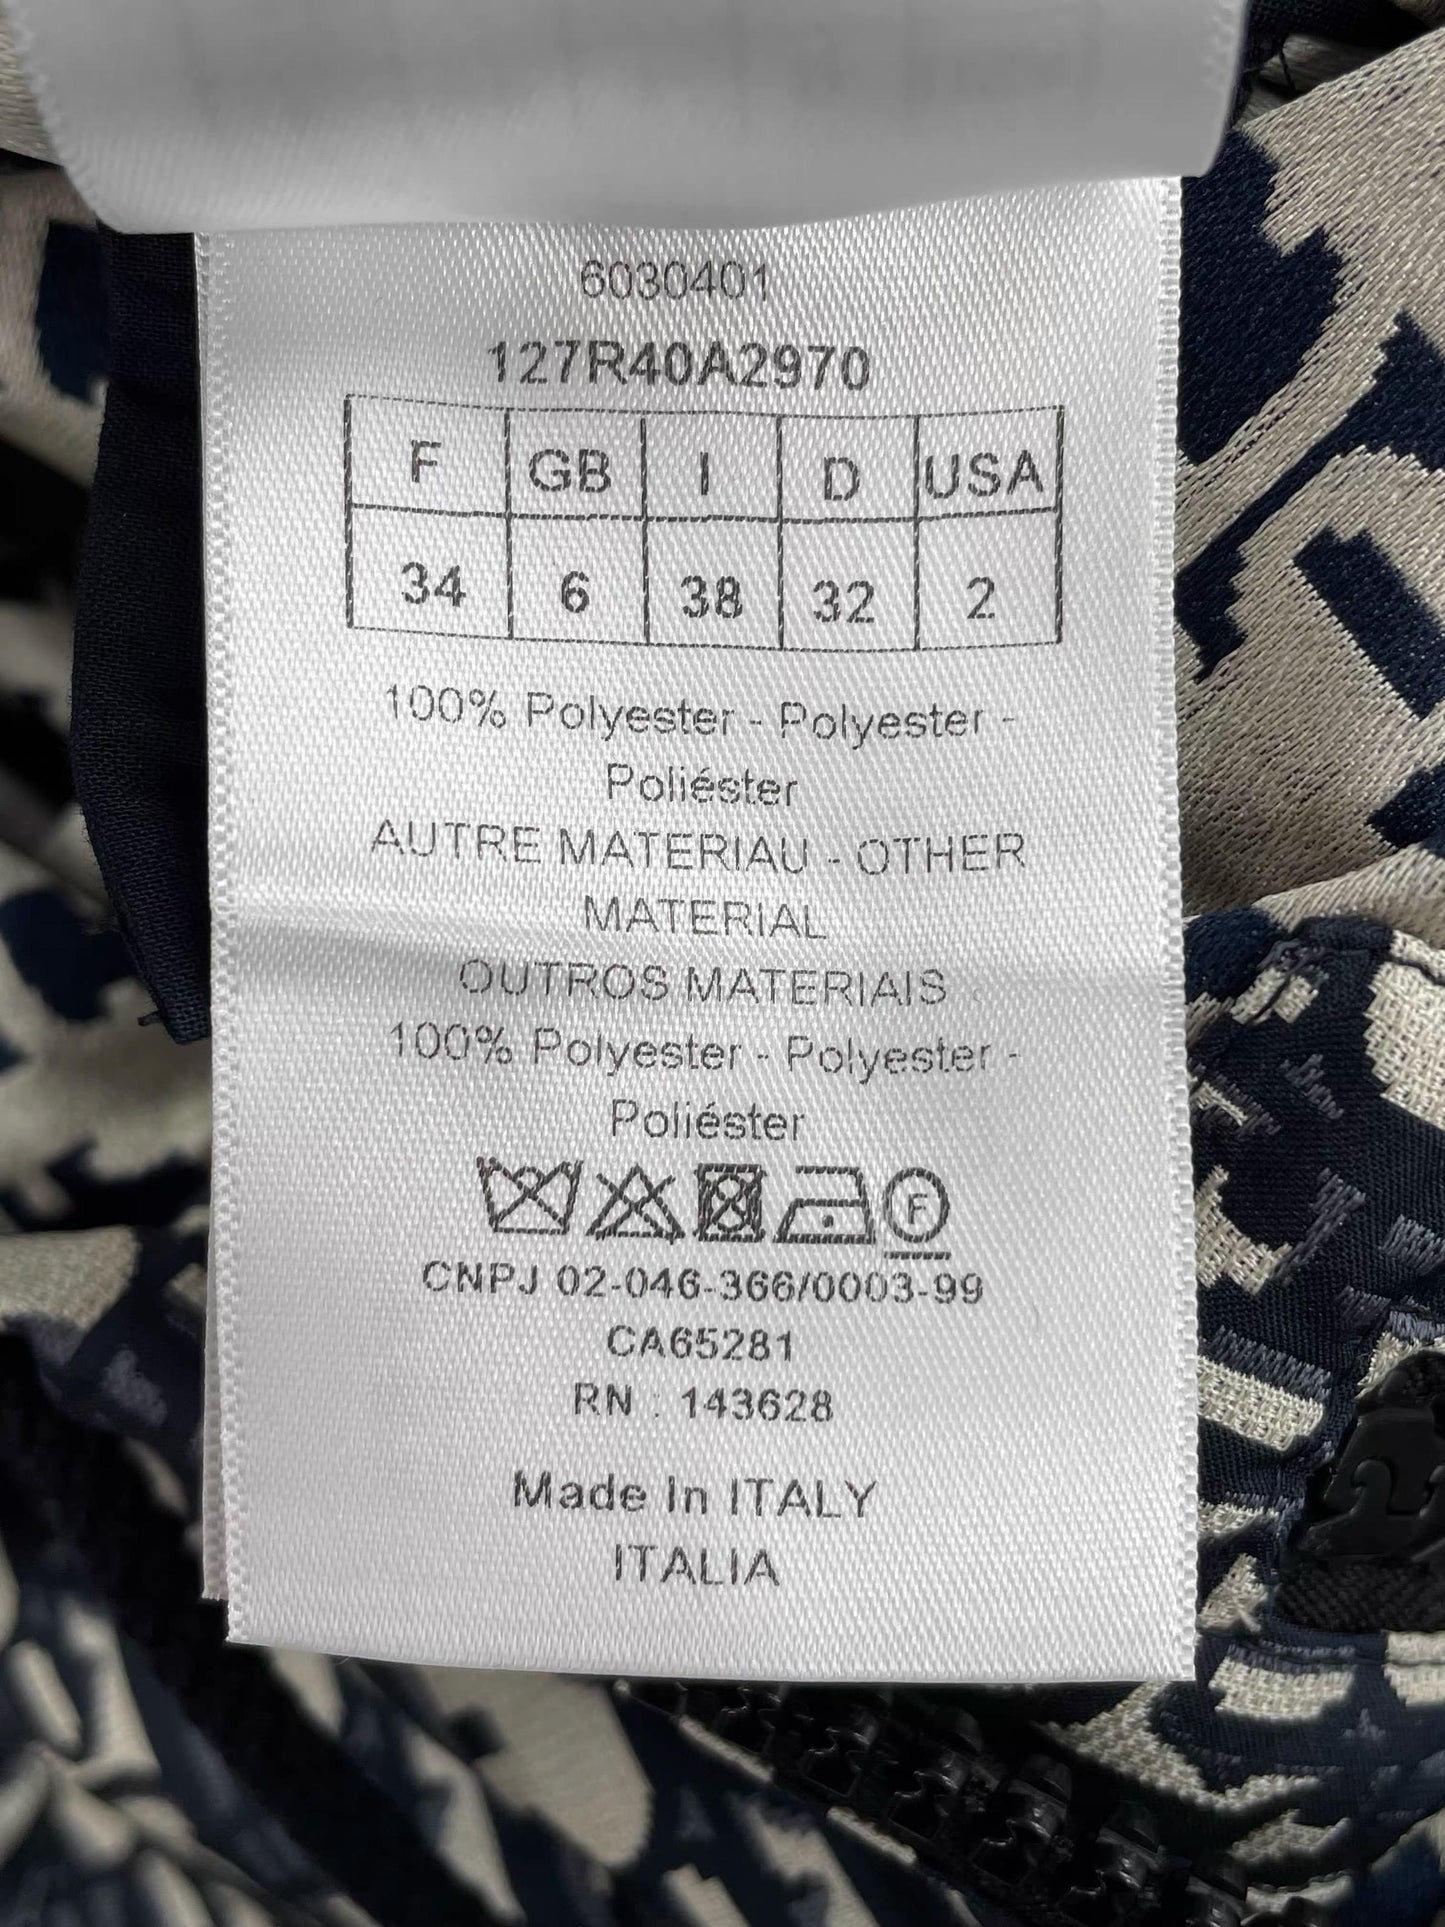 6030401
127R40A2970
F GB I D USA
34 6 38 32 2
100% Polyester - Polyester -
Poliéster
AUTRE MATERIAU - OTHER
MATERIAL
OUTROS MATERIAIS
100% Polyester - Polyester -
Poliéster
F
CNPJ 02-046-366/0003-99
CA65281
RN : 143628
Made In ITALY
ITALIA